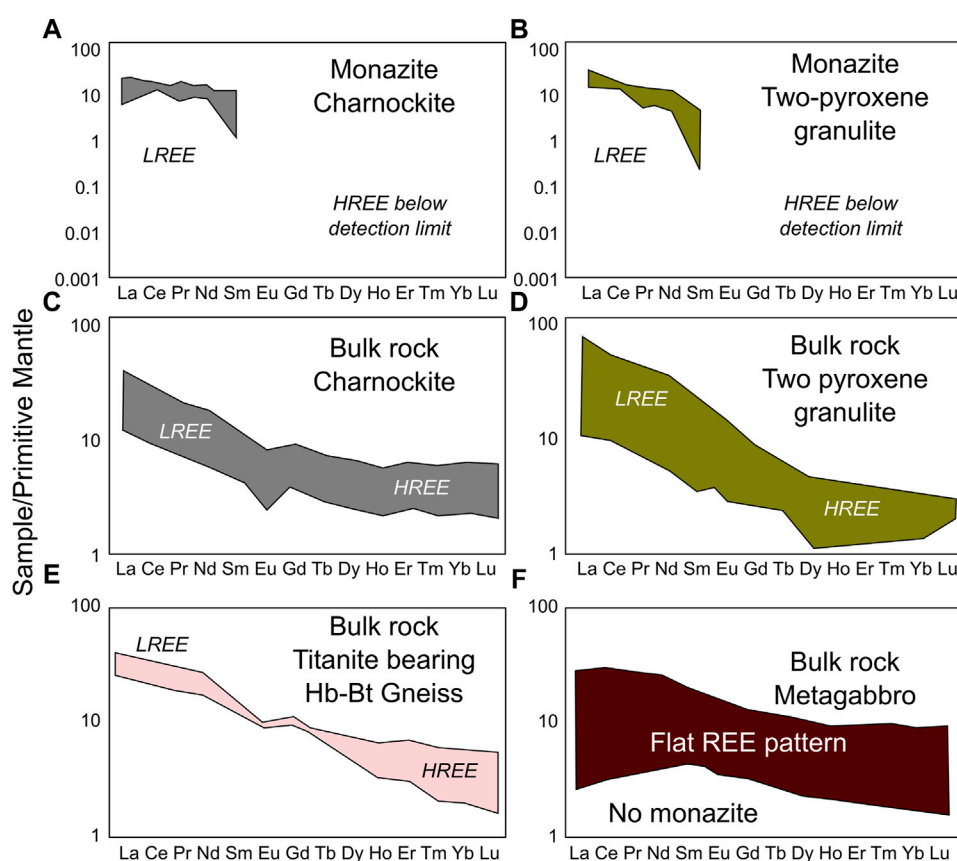 Sample/Primitive Mantle
A
100
10
1
0.1
0.01
0.001
Monazite
Charnockite
LREE
HREE below
detection limit
La Ce Pr Nd Sm Eu Gd Tb Dy Ho Er Tm Yb Lu
B
100
10
1
0.1
0.01
0.001
Monazite
Two-pyroxene
granulite
LREE
HREE below
detection limit
La Ce Pr Nd Sm Eu Gd Tb Dy Ho Er Tm Yb Lu
C
100
10
1
Bulk rock
Charnockite
LREE
HREE
La Ce Pr Nd Sm Eu Gd Tb Dy Ho Er Tm Yb Lu
D
100
10
1
Bulk rock
Two pyroxene
granulite
LREE
HREE
La Ce Pr Nd Sm Eu Gd Tb Dy Ho Er Tm Yb Lu
E
100
10
1
LREE
Bulk rock
Titanite bearing
Hb-Bt Gneiss
HREE
La Ce Pr Nd Sm Eu Gd Tb Dy Ho Er Tm Yb Lu
F
100
10
1
Bulk rock
Metagabbro
Flat REE pattern
No monazite
La Ce Pr Nd Sm Eu Gd Tb Dy Ho Er Tm Yb Lu